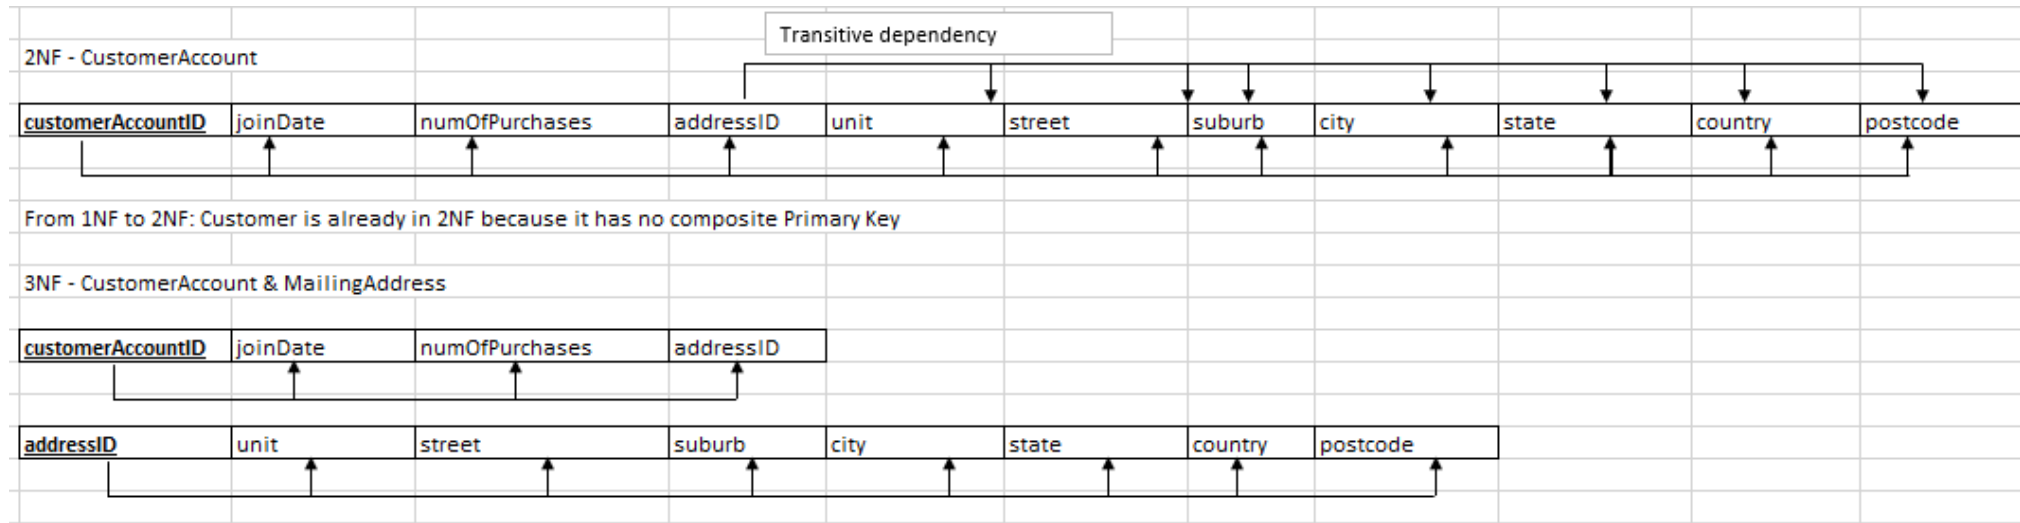 Transitive dependency
2NF - CustomerAccount
customerAccountID joinDate numOfPurchases addressID unit street suburb city state country postcode
From 1NF to 2NF: Customer is already in 2NF because it has no composite Primary Key
3NF - CustomerAccount & MailingAddress
customerAccountID joinDate numOfPurchases addressID
addressID unit street suburb city state country postcode